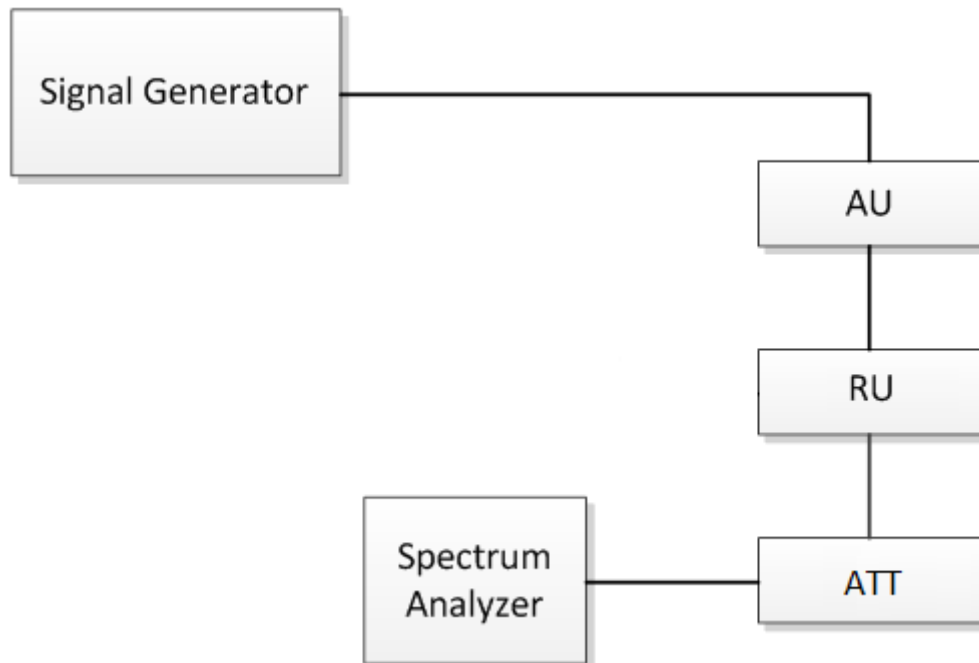 Signal Generator
AU
RU
Spectrum
Analyzer
ATT